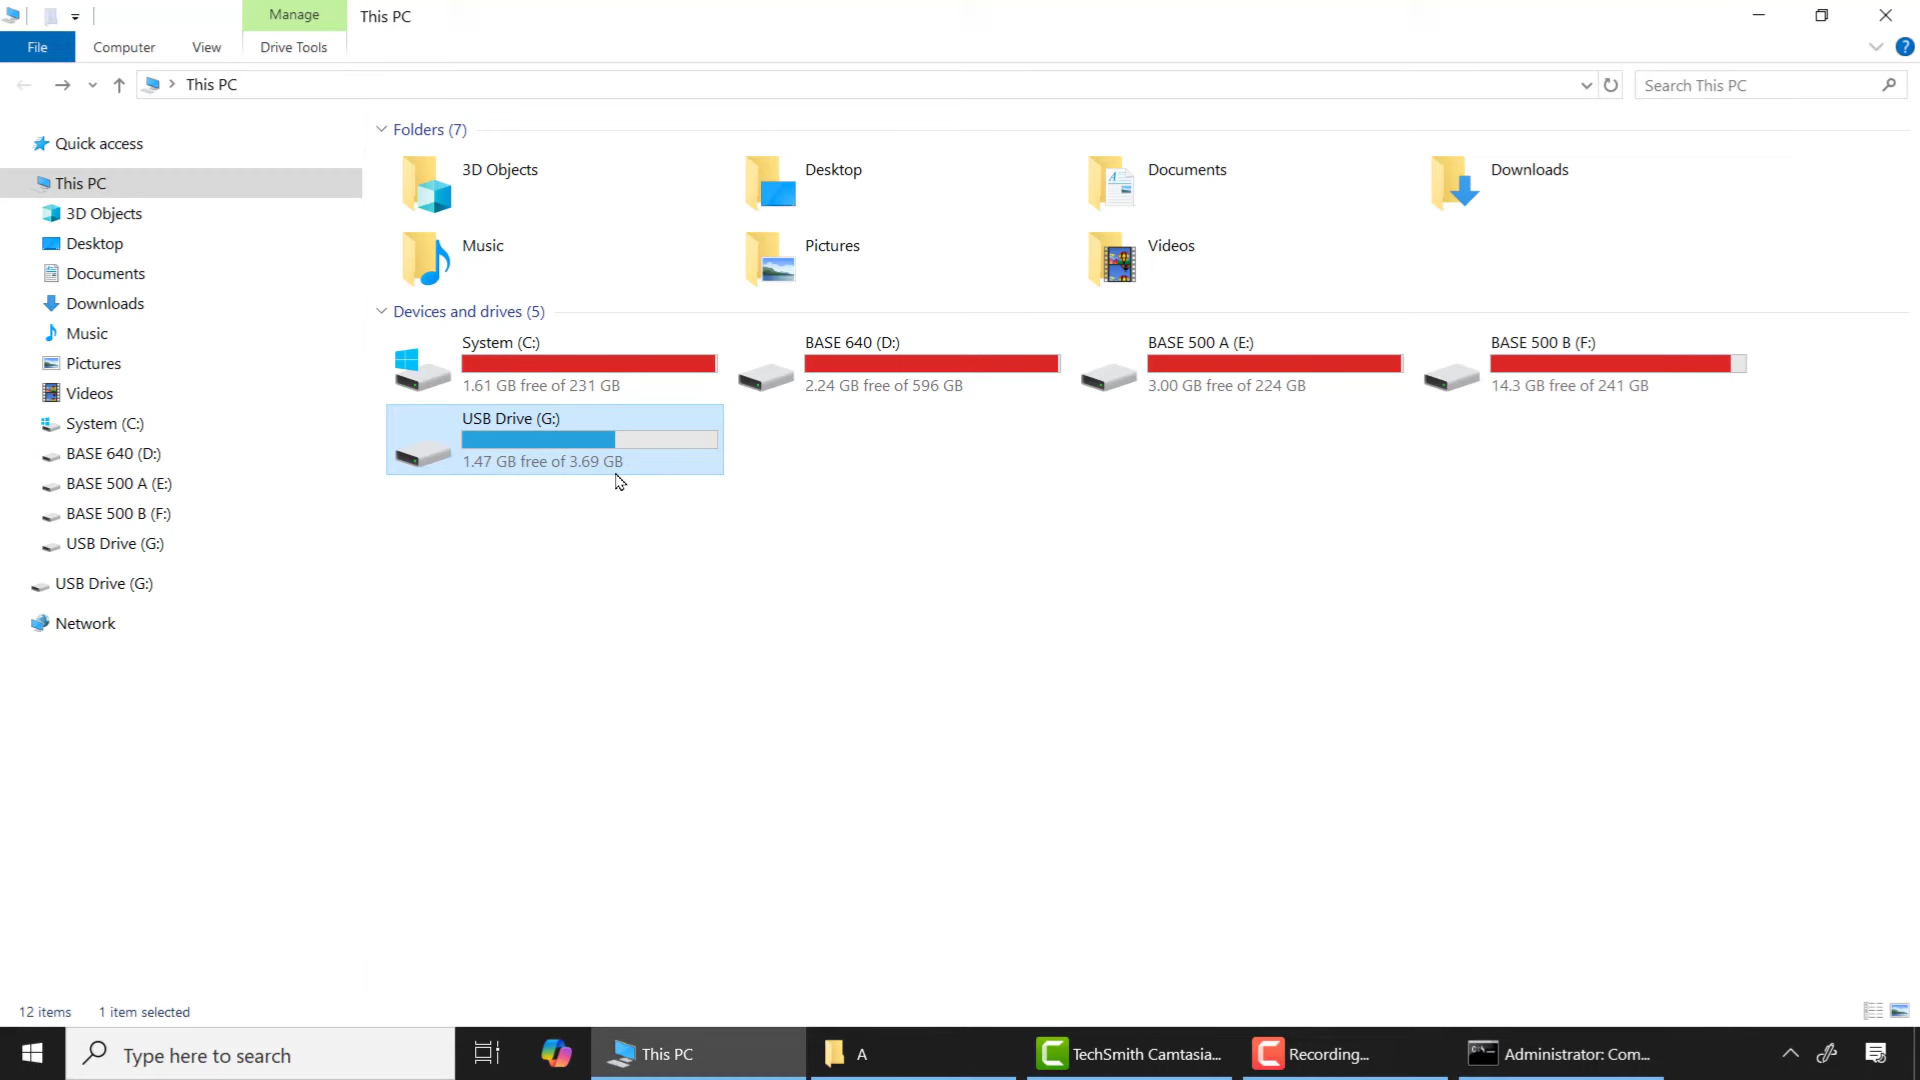 Manage
This PC
File
Computer
View
Drive Tools
This PC
Search This PC
Quick access
This PC
3D Objects
Desktop
Documents
Downloads
Music
Pictures
Videos
System (C:)
BASE 640 (D:)
BASE 500 A (E:)
BASE 500 B (F:)
USB Drive (G:)
USB Drive (G:)
Network
Folders (7)
3D Objects
Desktop
Documents
Downloads
Music
Pictures
Videos
Devices and drives (5)
System (C:)
1.61 GB free of 231 GB
BASE 640 (D:)
2.24 GB free of 596 GB
BASE 500 A (E:)
3.00 GB free of 224 GB
BASE 500 B (F:)
14.3 GB free of 241 GB
USB Drive (G:)
1.47 GB free of 3.69 GB
12 items
1 item selected
Type here to search
This PC
A
TechSmith Camtasia...
Recording...
Administrator: Com...